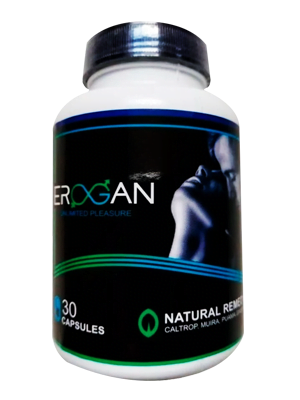 EROGAN
UNLIMITED PLEASURE
30
CAPSULES
NATURAL
CALTROP, MUIRA,